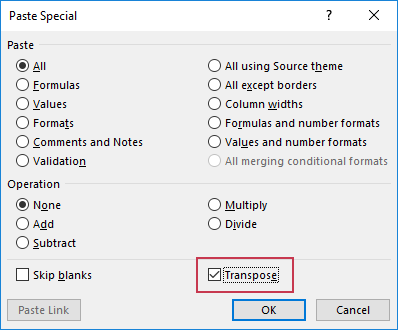 Paste Special
?
Paste
All
All using Source theme
Formulas
All except borders
Values
Column widths
Formats
Formulas and number formats
Comments and Notes
Values and number formats
Validation
All merging conditional formats
Operation
None
Multiply
Add
Divide
Subtract
Skip blanks
Transpose
Paste Link
OK
Cancel